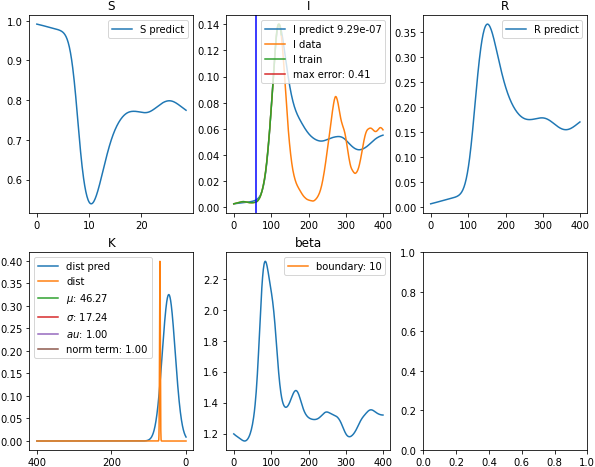 S
I
R
1.0
0.9
0.8
0.7
0.6
S predict
0 10 20
0.14
0.12
0.10
0.08
0.06
0.04
0.02
0.00
I predict 9.29e-07
I data
I train
max error: 0.41
0 100 200 300 400
0.35
0.30
0.25
0.20
0.15
0.10
0.05
0.00
R predict
0 100 200 300 400
K
beta
0.40
0.35
0.30
0.25
0.20
0.15
0.10
0.05
0.00
dist pred
dist
μ: 46.27
σ: 17.24
au: 1.00
norm term: 1.00
400 200 0
2.2
2.0
1.8
1.6
1.4
1.2
boundary: 10
0 100 200 300 400
1.0
0.8
0.6
0.4
0.2
0.0
0.0 0.2 0.4 0.6 0.8 1.0